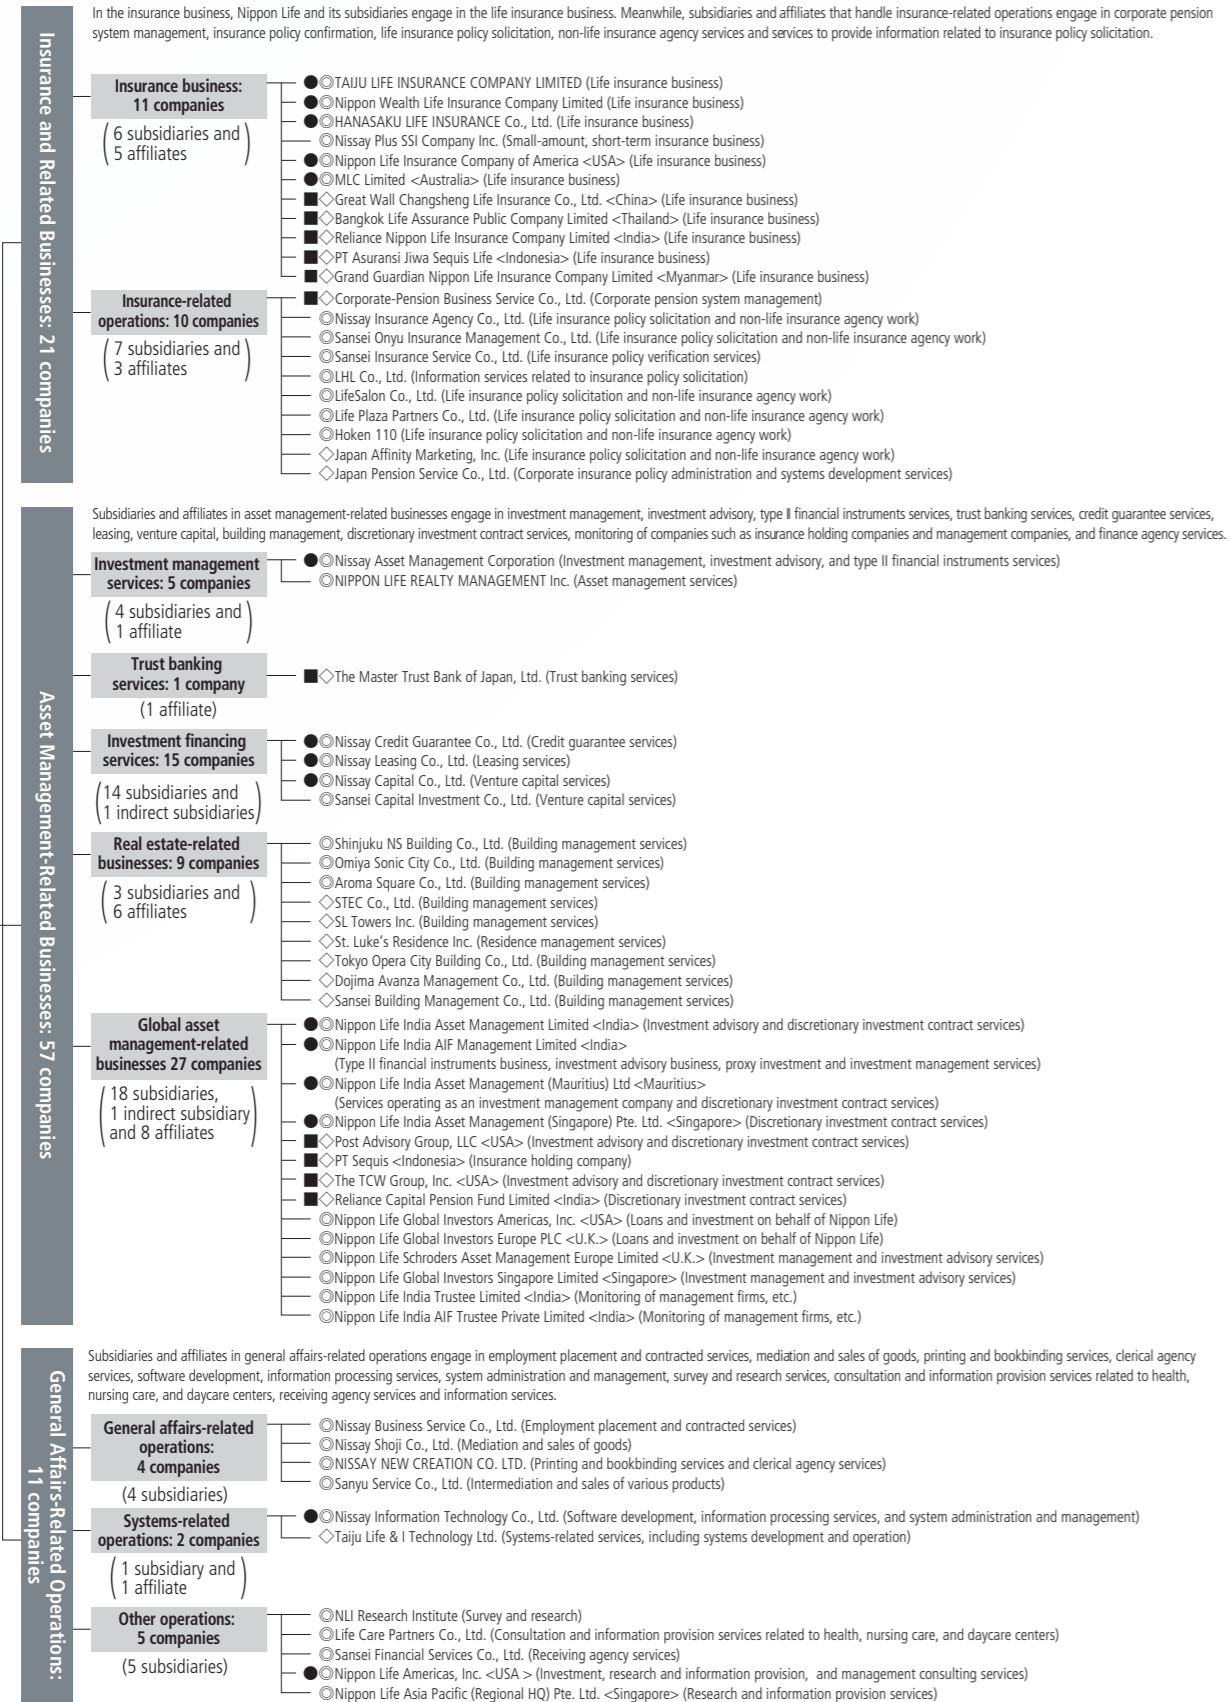 In the insurance business, Nippon Life and its subsidiaries engage in the life insurance business. Meanwhile, subsidiaries and affiliates that handle insurance-related operations engage in corporate pension
system management, insurance policy confirmation, life insurance policy solicitation, non-life insurance agency services and services to provide information related to insurance policy solicitation.
Insurance and Related Businesses: 21 companies
Insurance business:
11 companies
(6 subsidiaries and
5 affiliates)
●◎TAIJU LIFE INSURANCE COMPANY LIMITED (Life insurance business)
●◎Nippon Wealth Life Insurance Company Limited (Life insurance business)
●◎HANASAKU LIFE INSURANCE Co., Ltd. (Life insurance business)
◎Nissay Plus SSI Company Inc. (Small-amount, short-term insurance business)
●◎Nippon Life Insurance Company of America <USA> (Life insurance business)
●◎MLC Limited <Australia> (Life insurance business)
■◇Great Wall Changsheng Life Insurance Co., Ltd. <China> (Life insurance business)
■◇Bangkok Life Assurance Public Company Limited <Thailand> (Life insurance business)
■◇Reliance Nippon Life Insurance Company Limited <India> (Life insurance business)
■◇PT Asuransi Jiwa Sequis Life <Indonesia> (Life insurance business)
■◇Grand Guardian Nippon Life Insurance Company Limited <Myanmar> (Life insurance business)
Insurance-related
operations: 10 companies
(7 subsidiaries and
3 affiliates)
■◇Corporate-Pension Business Service Co., Ltd. (Corporate pension system management)
◎Nissay Insurance Agency Co., Ltd. (Life insurance policy solicitation and non-life insurance agency work)
◎Sansei Onyu Insurance Management Co., Ltd. (Life insurance policy solicitation and non-life insurance agency work)
◎Sansei Insurance Service Co., Ltd. (Life insurance policy verification services)
◎LHL Co., Ltd. (Information services related to insurance policy solicitation)
◎LifeSalon Co., Ltd. (Life insurance policy solicitation and non-life insurance agency work)
◎Life Plaza Partners Co., Ltd. (Life insurance policy solicitation and non-life insurance agency work)
◎Hoken 110 (Life insurance policy solicitation and non-life insurance agency work)
◇Japan Affinity Marketing, Inc. (Life insurance policy solicitation and non-life insurance agency work)
◇Japan Pension Service Co., Ltd. (Corporate insurance policy administration and systems development services)
Subsidiaries and affiliates in asset management-related businesses engage in investment management, investment advisory, type Ⅱ financial instruments services, trust banking services, credit guarantee services,
leasing, venture capital, building management, discretionary investment contract services, monitoring of companies such as insurance holding companies and management companies, and finance agency services.
Asset Management-Related Businesses: 57 companies
Investment management
services: 5 companies
(4 subsidiaries and
1 affiliate)
●◎Nissay Asset Management Corporation (Investment management, investment advisory, and type II financial instruments services)
◎NIPPON LIFE REALTY MANAGEMENT Inc. (Asset management services)
Trust banking
services: 1 company
(1 affiliate)
■◇The Master Trust Bank of Japan, Ltd. (Trust banking services)
Investment financing
services: 15 companies
(14 subsidiaries and
1 indirect subsidiaries)
●◎Nissay Credit Guarantee Co., Ltd. (Credit guarantee services)
●◎Nissay Leasing Co., Ltd. (Leasing services)
●◎Nissay Capital Co., Ltd. (Venture capital services)
◎Sansei Capital Investment Co., Ltd. (Venture capital services)
Real estate-related
businesses: 9 companies
(3 subsidiaries and
6 affiliates)
◎Shinjuku NS Building Co., Ltd. (Building management services)
◎Omiya Sonic City Co., Ltd. (Building management services)
◎Aroma Square Co., Ltd. (Building management services)
◇STEC Co., Ltd. (Building management services)
◇SL Towers Inc. (Building management services)
◇St. Luke's Residence Inc. (Residence management services)
◇Tokyo Opera City Building Co., Ltd. (Building management services)
◇Dojima Avanza Management Co., Ltd. (Building management services)
◇Sansei Building Management Co., Ltd. (Building management services)
Global asset
management-related
businesses 27 companies
(18 subsidiaries,
1 indirect subsidiary
and 8 affiliates)
●◎Nippon Life India Asset Management Limited <India> (Investment advisory and discretionary investment contract services)
●◎Nippon Life India AIF Management Limited <India>
(Type II financial instruments business, investment advisory business, proxy investment and investment management services)
●◎Nippon Life India Asset Management (Mauritius) Ltd <Mauritius>
(Services operating as an investment management company and discretionary investment contract services)
●◎Nippon Life India Asset Management (Singapore) Pte. Ltd. <Singapore> (Discretionary investment contract services)
■◇Post Advisory Group, LLC <USA> (Investment advisory and discretionary investment contract services)
■◇PT Sequis <Indonesia> (Insurance holding company)
■◇The TCW Group, Inc. <USA> (Investment advisory and discretionary investment contract services)
■◇Reliance Capital Pension Fund Limited <India> (Discretionary investment contract services)
◎Nippon Life Global Investors Americas, Inc. <USA> (Loans and investment on behalf of Nippon Life)
◎Nippon Life Global Investors Europe PLC <U.K.> (Loans and investment on behalf of Nippon Life)
◎Nippon Life Schroders Asset Management Europe Limited <U.K.> (Investment management and investment advisory services)
◎Nippon Life Global Investors Singapore Limited <Singapore> (Investment management and investment advisory services)
◎Nippon Life India Trustee Limited <India> (Monitoring of management firms, etc.)
◎Nippon Life India AIF Trustee Private Limited <India> (Monitoring of management firms, etc.)
Subsidiaries and affiliates in general affairs-related operations engage in employment placement and contracted services, mediation and sales of goods, printing and bookbinding services, clerical agency
services, software development, information processing services, system administration and management, survey and research services, consultation and information provision services related to health,
nursing care, and daycare centers, receiving agency services and information services.
General Affairs-Related Operations:
11 companies
General affairs-related
operations:
4 companies
(4 subsidiaries)
◎Nissay Business Service Co., Ltd. (Employment placement and contracted services)
◎Nissay Shoji Co., Ltd. (Mediation and sales of goods)
◎NISSAY NEW CREATION CO. LTD. (Printing and bookbinding services and clerical agency services)
◎Sanyu Service Co., Ltd. (Intermediation and sales of various products)
Systems-related
operations: 2 companies
(1 subsidiary and
1 affiliate)
●◎Nissay Information Technology Co., Ltd. (Software development, information processing services, and system administration and management)
◇Taiju Life & I Technology Ltd. (Systems-related services, including systems development and operation)
Other operations:
5 companies
(5 subsidiaries)
◎NLI Research Institute (Survey and research)
◎Life Care Partners Co., Ltd. (Consultation and information provision services related to health, nursing care, and daycare centers)
◎Sansei Financial Services Co., Ltd. (Receiving agency services)
●◎Nippon Life Americas, Inc. <USA > (Investment, research and information provision, and management consulting services)
◎Nippon Life Asia Pacific (Regional HQ) Pte. Ltd. <Singapore> (Research and information provision services)